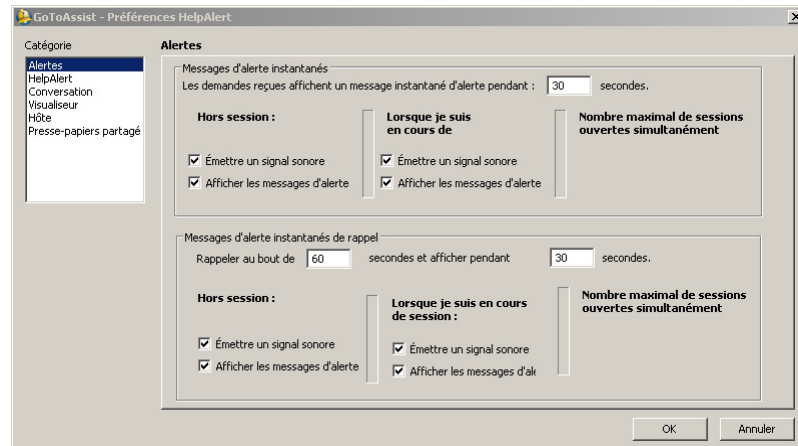 GoToAssist - Préférences HelpAlert
Catégorie
Alertes
HelpAlert
Conversation
Visualiseur
Hôte
Presse-papiers partagé
Alertes
Messages d'alerte instantanés
Les demandes reçues affichent un message instantané d'alerte pendant : 30 secondes.
Hors session :
Émettre un signal sonore
Afficher les messages d'alerte
Lorsque je suis
en cours de
Émettre un signal sonore
Afficher les messages d'alerte
Nombre maximal de sessions
ouvertes simultanément
Messages d'alerte instantanés de rappel
Rappeler au bout de 60 secondes et afficher pendant 30 secondes.
Hors session :
Émettre un signal sonore
Afficher les messages d'alerte
Lorsque je suis en cours
de session :
Émettre un signal sonore
Afficher les messages d'ale
Nombre maximal de sessions
ouvertes simultanément
OK
Annuler